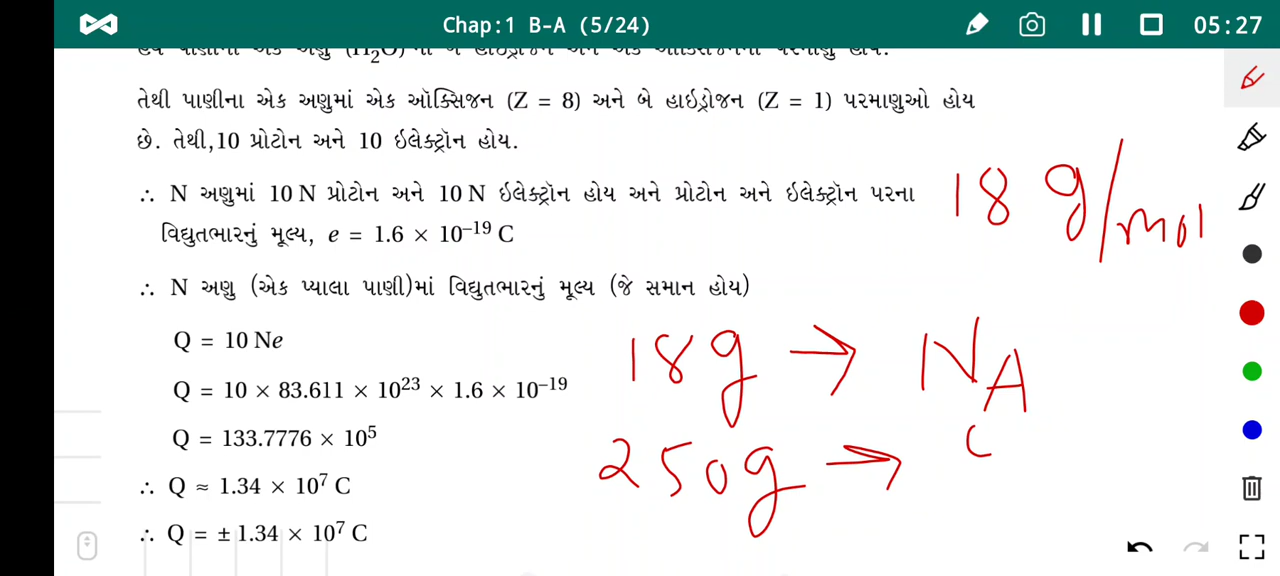 Chap:1 B-A (5/24)
05:27
તેથી પાણીના એક અણુમાં એક ઑક્સિજન (Z = 8) અને બે હાઇડ્રોજન (Z = 1) પરમાણુઓ હોય
છે. તેથી,10 પ્રોટોન અને 10 ઇલેક્ટ્રૉન હોય.
∴ N અણુમાં 10 N પ્રોટોન અને 10 N ઇલેક્ટ્રૉન હોય અને પ્રોટોન અને ઇલેક્ટ્રૉન પરના
વિદ્યુતભારનું મૂલ્ય, e = 1.6 × 10⁻¹⁹ C
∴ N અણુ (એક પ્યાલા પાણી)માં વિદ્યુતભારનું મૂલ્ય (જે સમાન હોય)
Q = 10 Ne
Q = 10 × 83.611 × 10²³ × 1.6 × 10⁻¹⁹
Q = 133.7776 × 10⁵
∴ Q ≈ 1.34 × 10⁷ C
∴ Q = ± 1.34 × 10⁷ C
18 g/mol
18g → N_A
250g → (